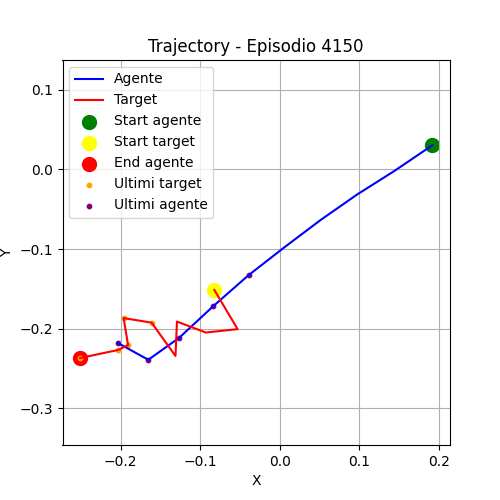 Trajectory - Episodio 4150
Agente
Target
Start agente
Start target
End agente
Ultimi target
Ultimi agente
0.1
0.0
−0.1
−0.2
−0.3
Y
−0.2
−0.1
0.0
0.1
0.2
X